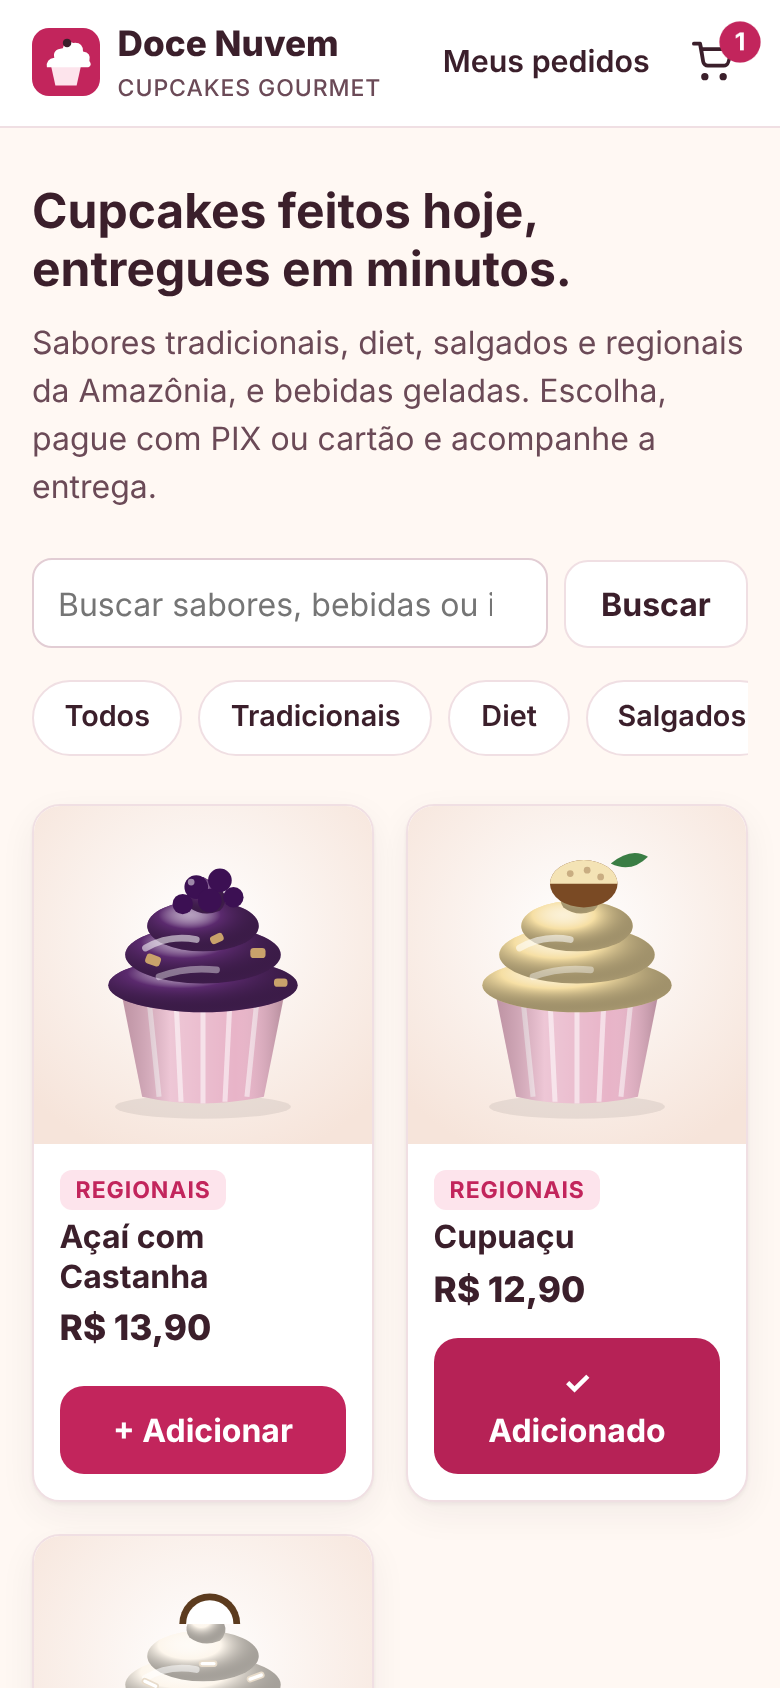 Doce Nuvem
CUPCAKES GOURMET
Meus pedidos
1
Cupcakes feitos hoje,
entregues em minutos.
Sabores tradicionais, diet, salgados e regionais
da Amazônia, e bebidas geladas. Escolha,
pague com PIX ou cartão e acompanhe a
entrega.
Buscar sabores, bebidas ou i
Buscar
Todos
Tradicionais
Diet
Salgados
REGIONAIS
Açaí com
Castanha
R$ 13,90
+ Adicionar
REGIONAIS
Cupuaçu
R$ 12,90
✓
Adicionado